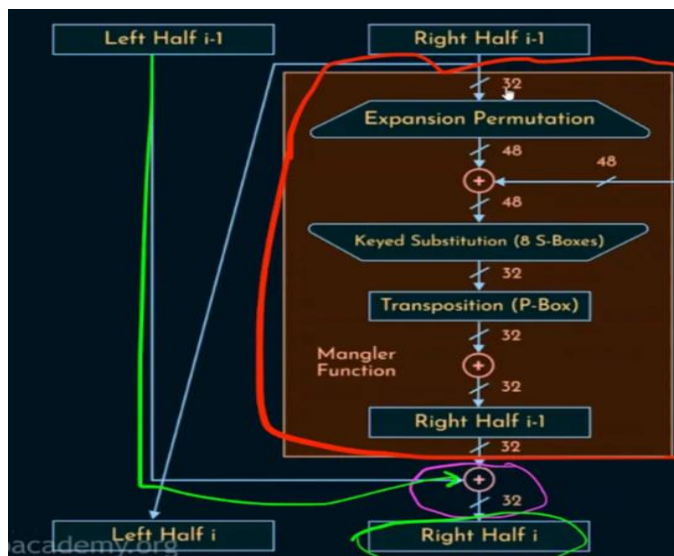 Left Half i-1
Right Half i-1
32
Expansion Permutation
48
48
48
Keyed Substitution (8 S-Boxes)
32
Transposition (P-Box)
32
Mangler
Function
32
Right Half i-1
32
32
Left Half i
Right Half i
academy.org